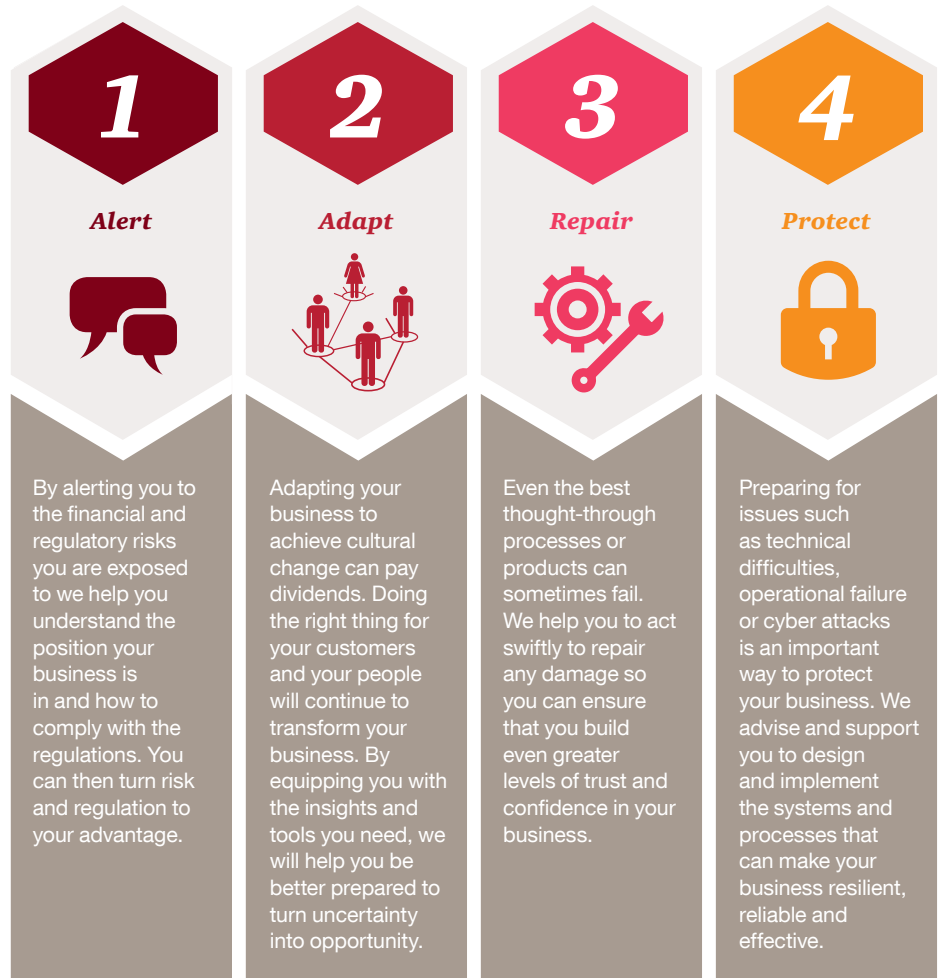 1
Alert
By alerting you to
the financial and
regulatory risks
you are exposed
to we help you
understand the
position your
business is
in and how to
comply with the
regulations. You
can then turn risk
and regulation to
your advantage.
2
Adapt
Adapting your
business to
achieve cultural
change can pay
dividends. Doing
the right thing for
your customers
and your people
will continue to
transform your
business. By
equipping you with
the insights and
tools you need, we
will help you be
better prepared to
turn uncertainty
into opportunity.
3
Repair
Even the best
thought-through
processes or
products can
sometimes fail.
We help you to act
swiftly to repair
any damage so
you can ensure
that you build
even greater
levels of trust and
confidence in your
business.
4
Protect
Preparing for
issues such
as technical
difficulties,
operational failure
or cyber attacks
is an important
way to protect
your business. We
advise and support
you to design
and implement
the systems and
processes that
can make your
business resilient,
reliable and
effective.